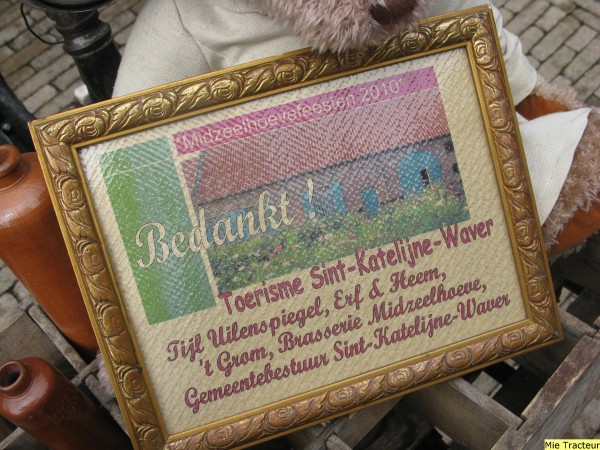 "Midzeelhoevefeesten 2010"
Bedankt !
Toerisme Sint-Katelijne-Waver
Tijl Uilenspiegel, Erf & Heem,
't Grom, Brasserie Midzeelhoeve,
Gemeentebestuur Sint-Katelijne-Waver
Mie Tracteur